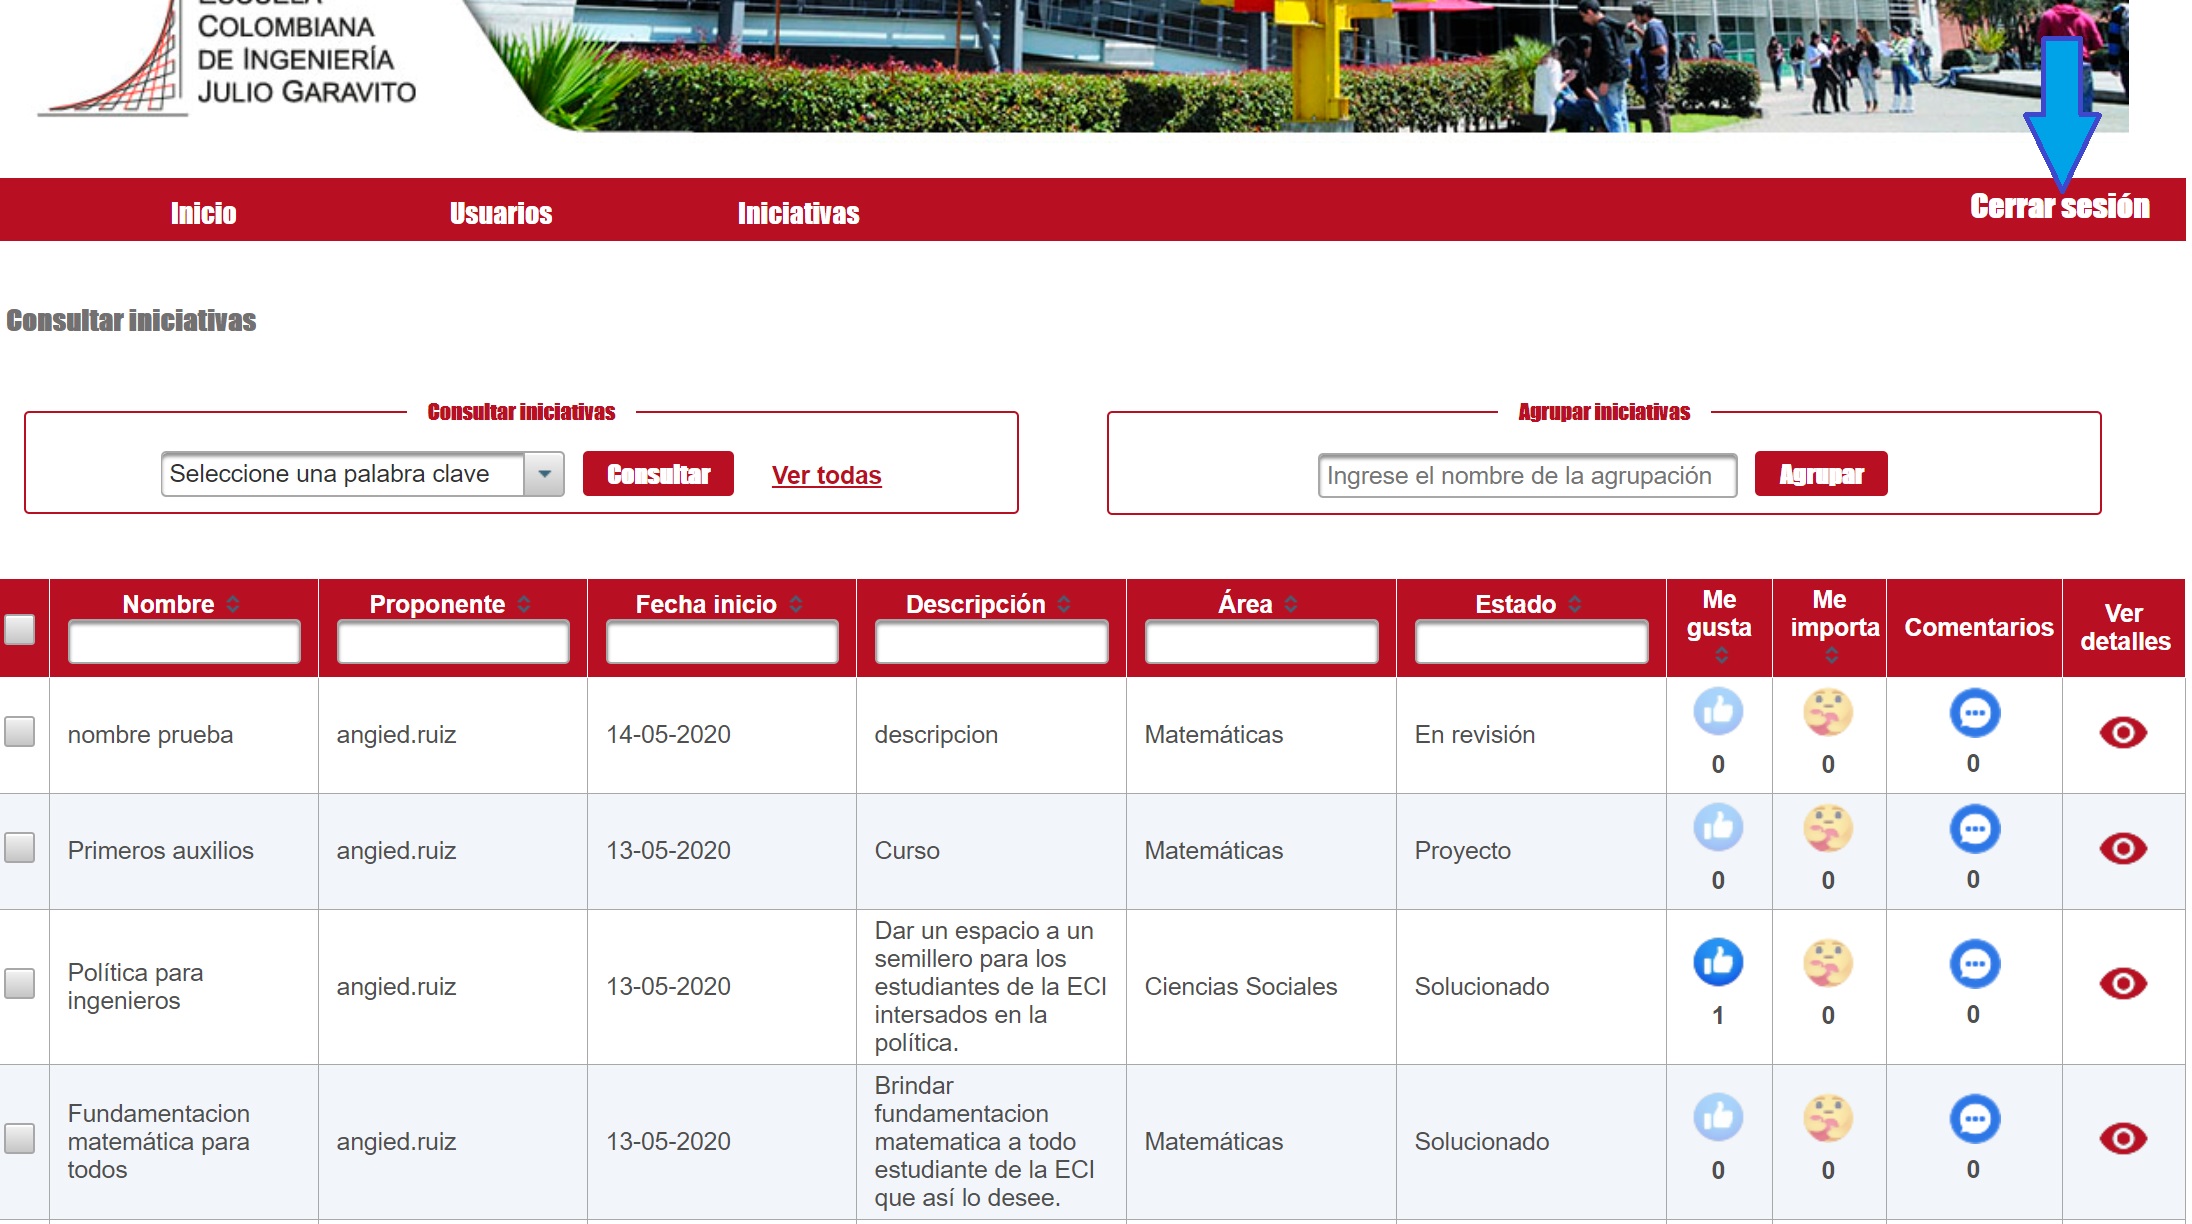 ESCUELA
COLOMBIANA
DE INGENIERÍA
JULIO GARAVITO
Inicio Usuarios Iniciativas Cerrar sesión
Consultar iniciativas
Consultar iniciativas
Seleccione una palabra clave Consultar Ver todas
Agrupar iniciativas
Ingrese el nombre de la agrupación Agrupar
Nombre Proponente Fecha inicio Descripción Área Estado Me gusta Me importa Comentarios Ver detalles
nombre prueba angied.ruiz 14-05-2020 descripcion Matemáticas En revisión 0 0 0
Primeros auxilios angied.ruiz 13-05-2020 Curso Matemáticas Proyecto 0 0 0
Política para
ingenieros
angied.ruiz
13-05-2020
Dar un espacio a un
semillero para los
estudiantes de la ECI
intersados en la
política.
Ciencias Sociales
Solucionado
1 0 0
Fundamentacion
matemática para
todos
angied.ruiz
13-05-2020
Brindar
fundamentacion
matematica a todo
estudiante de la ECI
que así lo desee.
Matemáticas
Solucionado
0 0 0